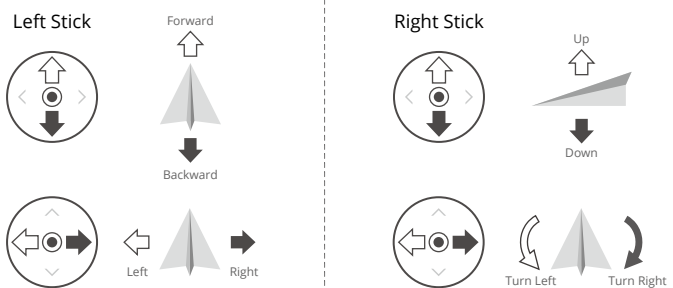 Left Stick
Forward
Backward
Left
Right
Right Stick
Up
Down
Turn Left
Turn Right